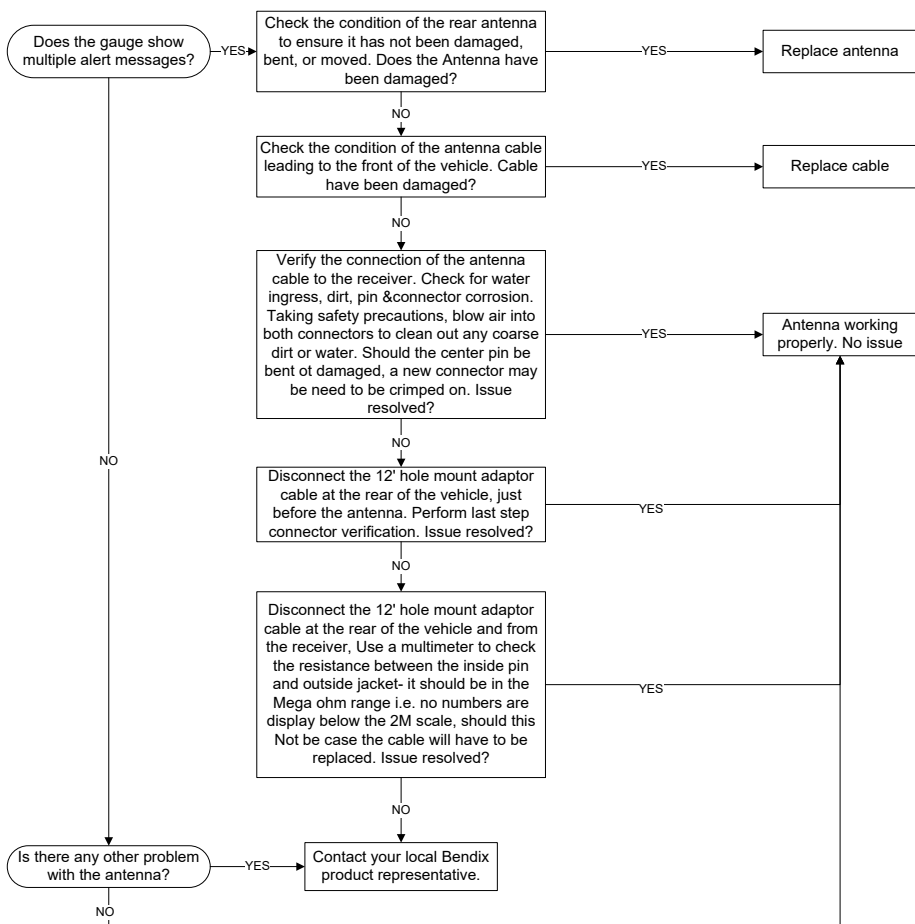 Does the gauge show
multiple alert messages?
YES
Check the condition of the rear antenna
to ensure it has not been damaged,
bent, or moved. Does the Antenna have
been damaged?
YES
Replace antenna
NO
Check the condition of the antenna cable
leading to the front of the vehicle. Cable
have been damaged?
YES
Replace cable
NO
Verify the connection of the antenna
cable to the receiver. Check for water
ingress, dirt, pin &connector corrosion.
Taking safety precautions, blow air into
both connectors to clean out any coarse
dirt or water. Should the center pin be
bent ot damaged, a new connector may
be need to be crimped on. Issue
resolved?
YES
Antenna working
properly. No issue
NO
NO
Disconnect the 12' hole mount adaptor
cable at the rear of the vehicle, just
before the antenna. Perform last step
connector verification. Issue resolved?
YES
NO
Disconnect the 12' hole mount adaptor
cable at the rear of the vehicle and from
the receiver, Use a multimeter to check
the resistance between the inside pin
and outside jacket- it should be in the
Mega ohm range i.e. no numbers are
display below the 2M scale, should this
Not be case the cable will have to be
replaced. Issue resolved?
YES
NO
Is there any other problem
with the antenna?
YES
Contact your local Bendix
product representative.
NO